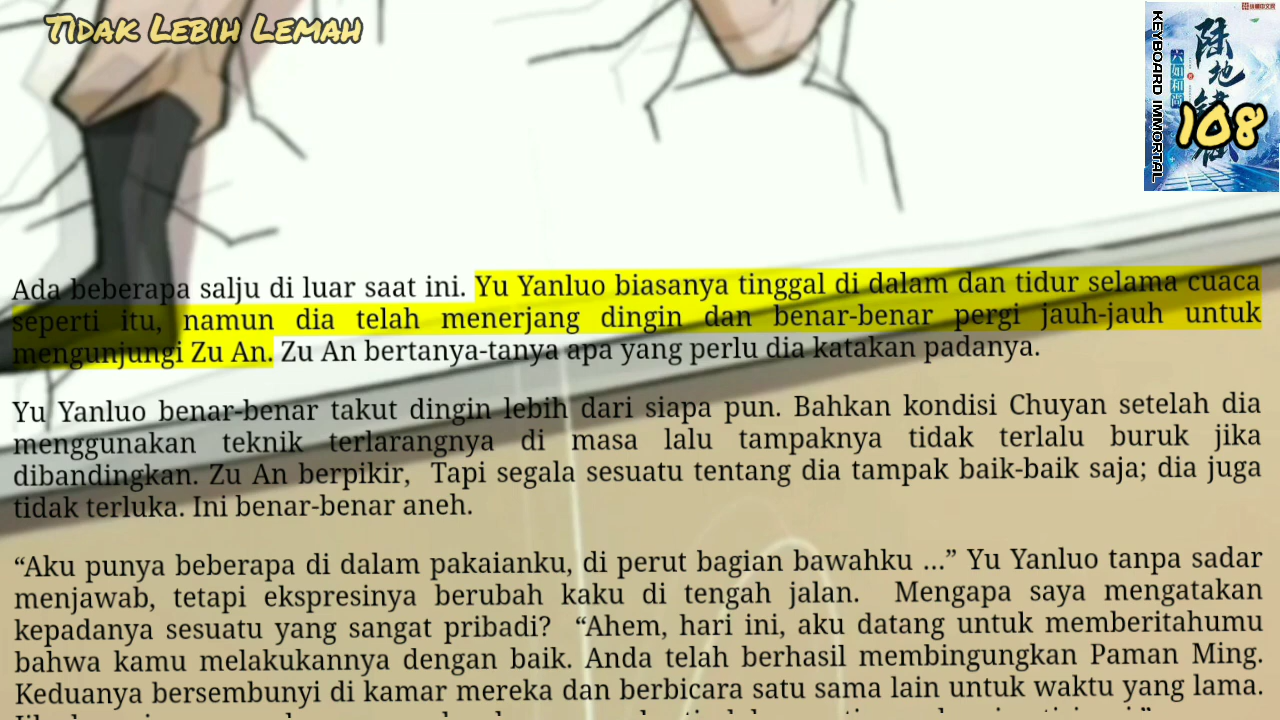 Tidak Lebih Lemah
KEYBOARD IMMORTAL
108
Ada beberapa salju di luar saat ini. Yu Yanluo biasanya tinggal di dalam dan tidur selama cuaca
seperti itu, namun dia telah menerjang dingin dan benar-benar pergi jauh-jauh untuk
mengunjungi Zu An. Zu An bertanya-tanya apa yang perlu dia katakan padanya.
Yu Yanluo benar-benar takut dingin lebih dari siapa pun. Bahkan kondisi Chuyan setelah dia
menggunakan teknik terlarangnya di masa lalu tampaknya tidak terlalu buruk jika
dibandingkan. Zu An berpikir, Tapi segala sesuatu tentang dia tampak baik-baik saja; dia juga
tidak terluka. Ini benar-benar aneh.
“Aku punya beberapa di dalam pakaianku, di perut bagian bawahku ...” Yu Yanluo tanpa sadar
menjawab, tetapi ekspresinya berubah kaku di tengah jalan. Mengapa saya mengatakan
kepadanya sesuatu yang sangat pribadi? “Ahem, hari ini, aku datang untuk memberitahumu
bahwa kamu melakukannya dengan baik. Anda telah berhasil membingungkan Paman Ming.
Keduanya bersembunyi di kamar mereka dan berbicara satu sama lain untuk waktu yang lama.